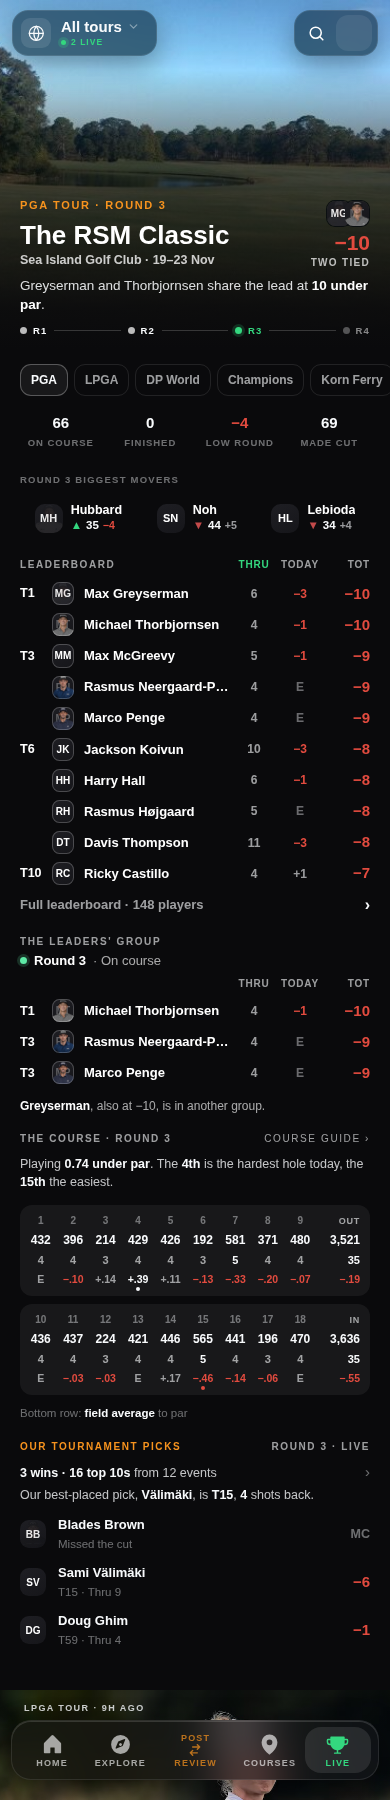 All tours
2 LIVE
PGA TOUR · ROUND 3
MG
The RSM Classic
−10
Sea Island Golf Club · 19–23 Nov
TWO TIED
Greyserman and Thorbjornsen share the lead at 10 under
par.
R1 R2 R3 R4
PGA LPGA DP World Champions Korn Ferry
66 0 −4 69
ON COURSE FINISHED LOW ROUND MADE CUT
ROUND 3 BIGGEST MOVERS
MH Hubbard ▲ 35 −4
SN Noh ▼ 44 +5
HL Lebioda ▼ 34 +4
LEADERBOARD THRU TODAY TOT
T1 MG Max Greyserman 6 −3 −10
Michael Thorbjornsen 4 −1 −10
T3 MM Max McGreevy 5 −1 −9
Rasmus Neergaard-P… 4 E −9
Marco Penge 4 E −9
T6 JK Jackson Koivun 10 −3 −8
HH Harry Hall 6 −1 −8
RH Rasmus Højgaard 5 E −8
DT Davis Thompson 11 −3 −8
T10 RC Ricky Castillo 4 +1 −7
Full leaderboard · 148 players ›
THE LEADERS' GROUP
Round 3 · On course
THRU TODAY TOT
T1 Michael Thorbjornsen 4 −1 −10
T3 Rasmus Neergaard-P… 4 E −9
T3 Marco Penge 4 E −9
Greyserman, also at −10, is in another group.
THE COURSE · ROUND 3 COURSE GUIDE ›
Playing 0.74 under par. The 4th is the hardest hole today, the
15th the easiest.
1 2 3 4 5 6 7 8 9 OUT
432 396 214 429 426 192 581 371 480 3,521
4 4 3 4 4 3 5 4 4 35
E −.10 +.14 +.39 +.11 −.13 −.33 −.20 −.07 −.19
10 11 12 13 14 15 16 17 18 IN
436 437 224 421 446 565 441 196 470 3,636
4 4 3 4 4 5 4 3 4 35
E −.03 −.03 E +.17 −.46 −.14 −.06 E −.55
Bottom row: field average to par
OUR TOURNAMENT PICKS ROUND 3 · LIVE
3 wins · 16 top 10s from 12 events ›
Our best-placed pick, Välimäki, is T15, 4 shots back.
BB Blades Brown MC
Missed the cut
SV Sami Välimäki −6
T15 · Thru 9
DG Doug Ghim −1
T59 · Thru 4
LPGA TOUR · 9H AGO
HOME EXPLORE POST REVIEW COURSES LIVE